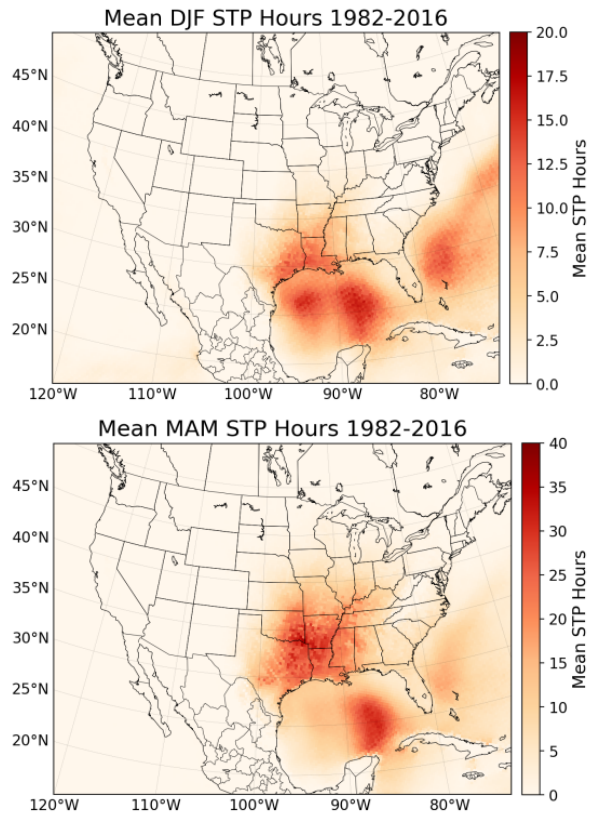 Mean DJF STP Hours 1982-2016
45°N
40°N
35°N
30°N
25°N
20°N
120°W
110°W
100°W
90°W
80°W
20.0
17.5
15.0
12.5
10.0
7.5
5.0
2.5
0.0
Mean STP Hours
Mean MAM STP Hours 1982-2016
45°N
40°N
35°N
30°N
25°N
20°N
120°W
110°W
100°W
90°W
80°W
40
35
30
25
20
15
10
5
0
Mean STP Hours